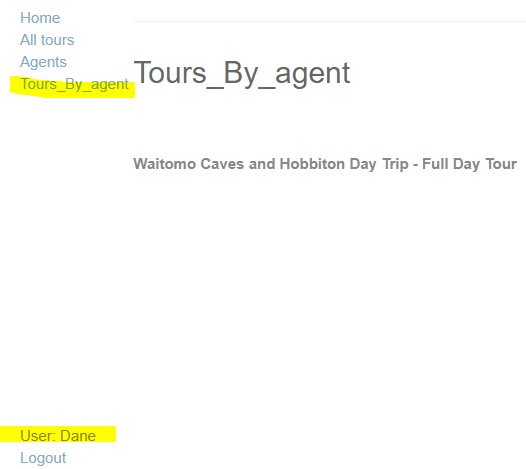 Home
All tours
Agents
Tours_By_agent
Tours_By_agent
Waitomo Caves and Hobbiton Day Trip - Full Day Tour
User: Dane
Logout